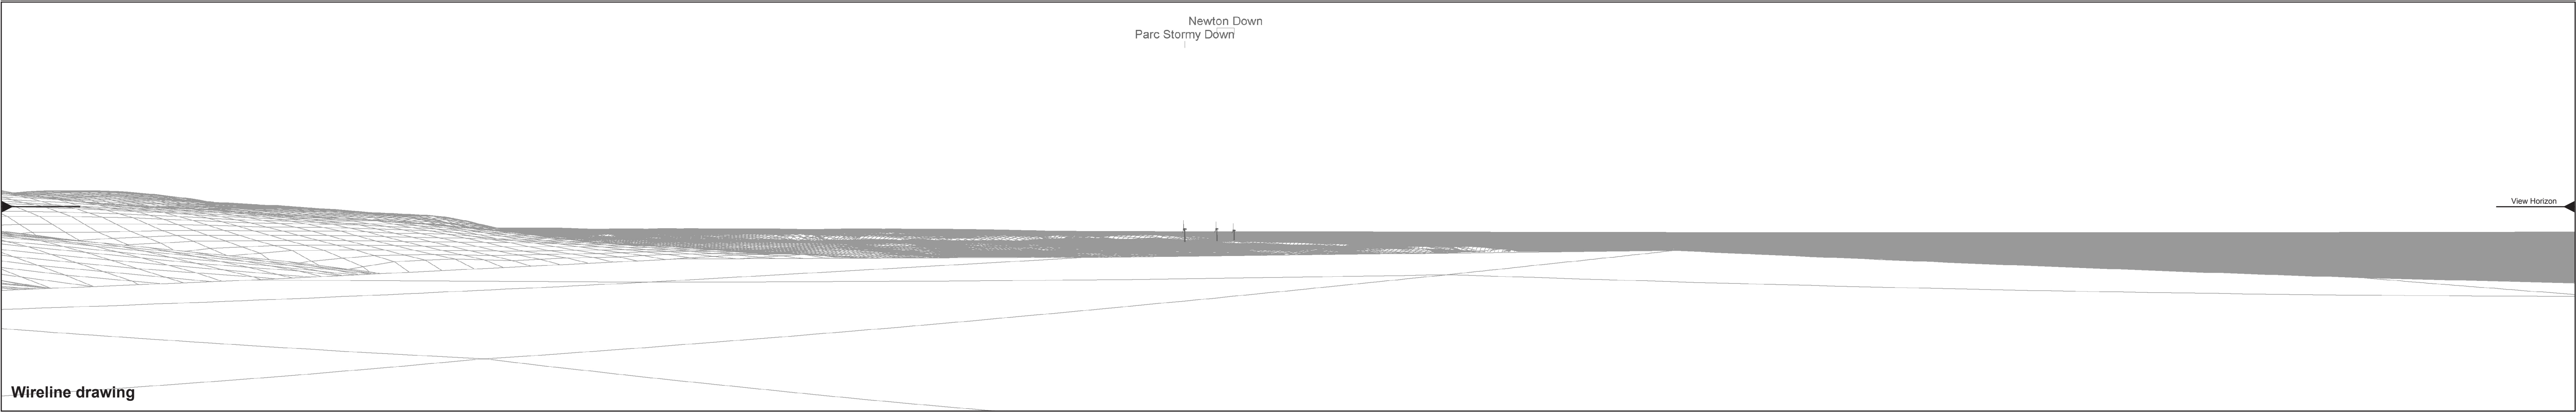 Newton Down
Parc Stormy Down
View Horizon
Wireline drawing